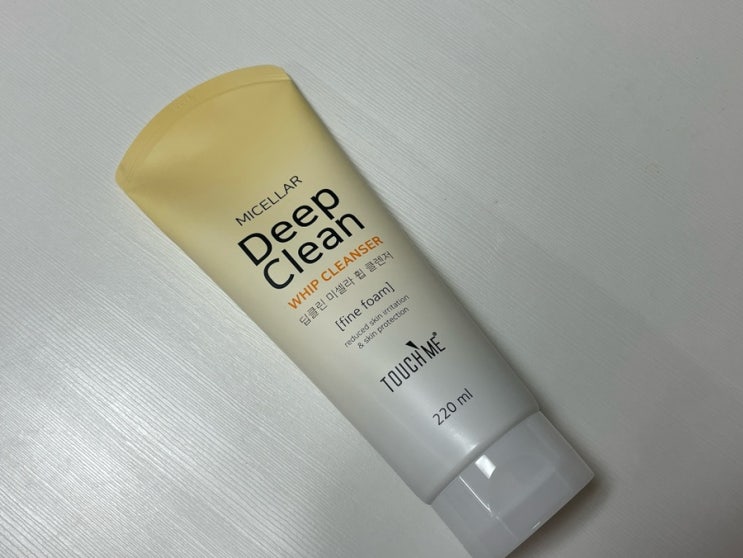 MICELLAR
Deep
Clean
WHIP CLEANSER
딥클린 미셀라 휩 클렌저
[fine foam]
reduced skin irritation
& skin protection
TOUCH ME®
220 ml